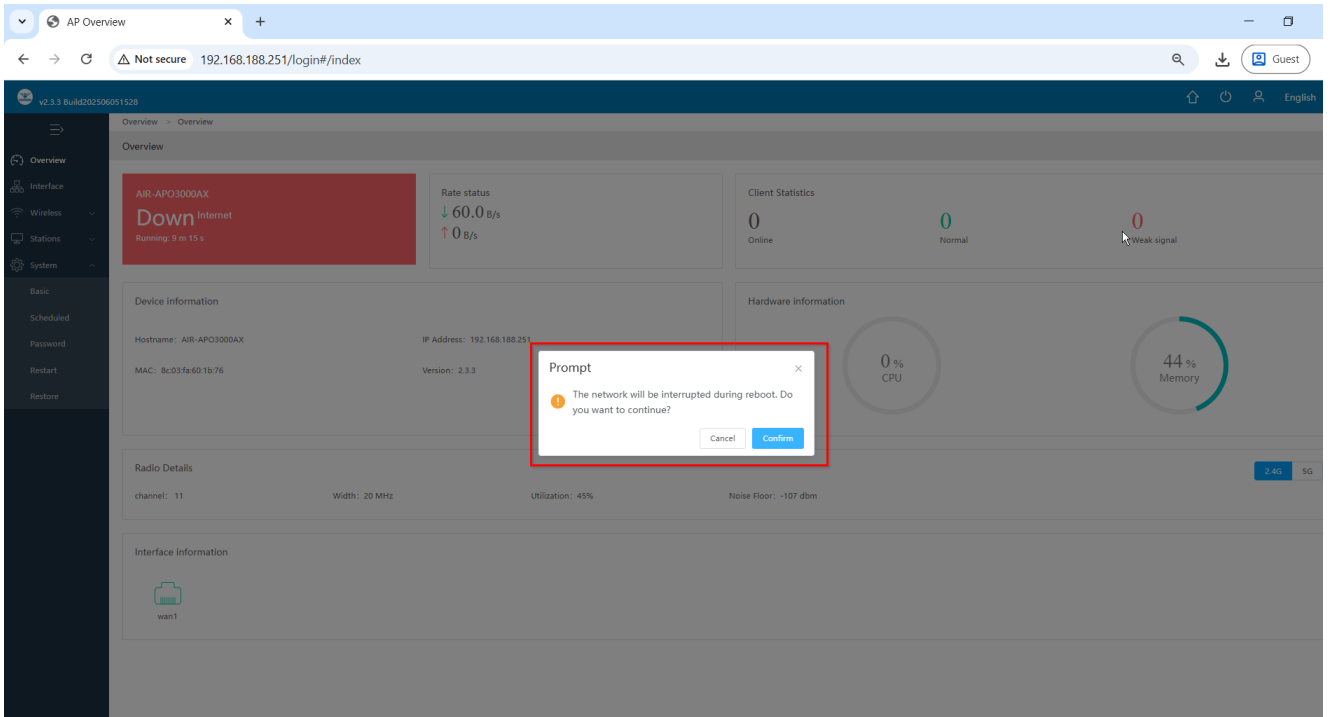 AP Overview
Not secure 192.168.188.251/login#/index
Guest
v2.3.3 Build202506051528
English
Overview > Overview
Overview
Overview
Interface
Wireless
Stations
System
Basic
Scheduled
Password
Restart
Restore
AIR-APO3000AX
Down Internet
Running: 9 m 15 s
Rate status
↓ 60.0 B/s
↑ 0 B/s
Client Statistics
0 0 0
Online Normal Weak signal
Device information
Hostname: AIR-APO3000AX IP Address: 192.168.188.251
MAC: 8c:03:fa:60:1b:76 Version: 2.3.3
Hardware information
0 %
CPU
44 %
Memory
Prompt
The network will be interrupted during reboot. Do
you want to continue?
Cancel Confirm
Radio Details
2.4G 5G
channel: 11 Width: 20 MHz Utilization: 45% Noise Floor: -107 dbm
Interface information
wan1